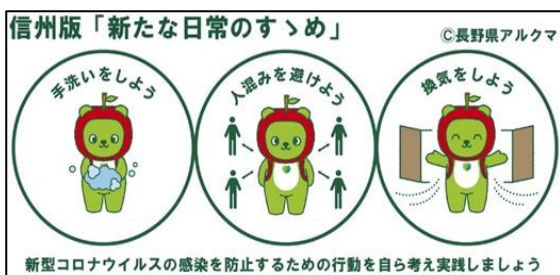 信州版「新たな日常のすゝめ」
©長野県アルクマ
手洗いをしよう
人混みを避けよう
換気をしよう
新型コロナウイルスの感染を防止するための行動を自ら考え実践しましょう